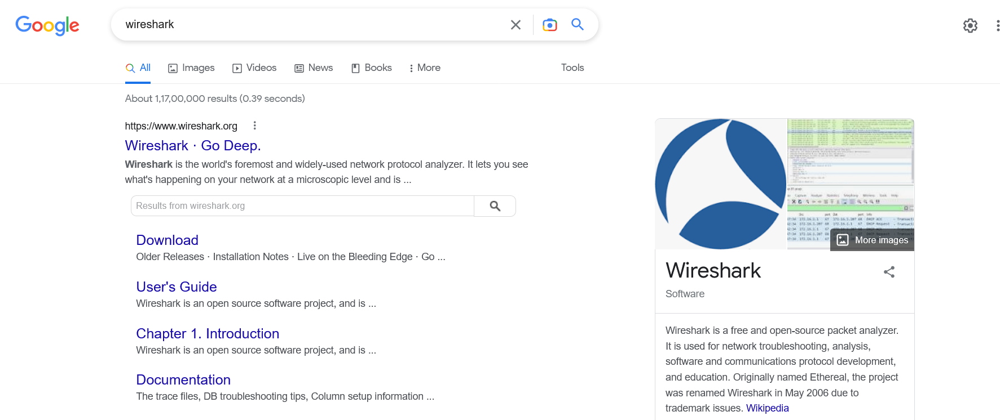 Google
wireshark
All
Images
Videos
News
Books
More
Tools
About 1,17,00,000 results (0.39 seconds)
https://www.wireshark.org
Wireshark · Go Deep.
Wireshark is the world's foremost and widely-used network protocol analyzer. It lets you see
what's happening on your network at a microscopic level and is ...
Results from wireshark.org
Download
Older Releases · Installation Notes · Live on the Bleeding Edge · Go ...
User's Guide
Wireshark is an open source software project, and is ...
Chapter 1. Introduction
Wireshark is an open source software project, and is ...
Documentation
The trace files, DB troubleshooting tips, Column setup information ...
More images
Wireshark
Software
Wireshark is a free and open-source packet analyzer.
It is used for network troubleshooting, analysis,
software and communications protocol development,
and education. Originally named Ethereal, the project
was renamed Wireshark in May 2006 due to
trademark issues. Wikipedia